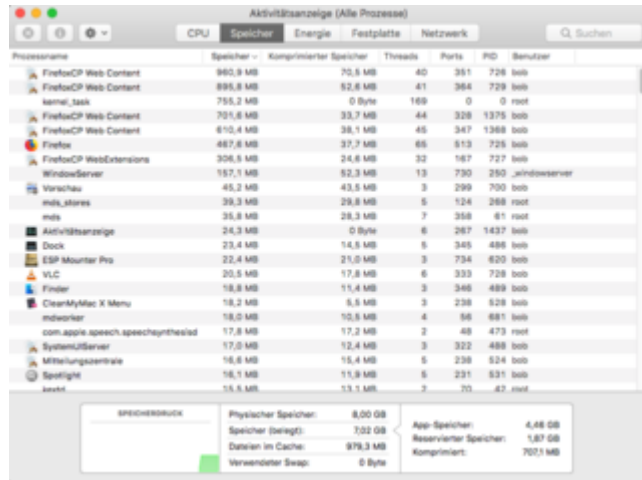 Aktivitätsanzeige (Alle Prozesse)
CPU Speicher Energie Festplatte Netzwerk Suchen
Prozessname Speicher Komprimierter Speicher Threads Ports PID Benutzer
FirefoxCP Web Content 960,9 MB 70,5 MB 40 351 726 bob
FirefoxCP Web Content 895,8 MB 52,6 MB 41 364 729 bob
kernel_task 755,2 MB 0 Byte 169 0 0 root
FirefoxCP Web Content 701,6 MB 33,7 MB 44 328 1375 bob
FirefoxCP Web Content 610,4 MB 38,1 MB 45 347 1368 bob
Firefox 467,6 MB 37,7 MB 65 513 725 bob
FirefoxCP WebExtensions 306,5 MB 24,6 MB 32 167 727 bob
WindowServer 157,1 MB 52,3 MB 13 730 250 _windowserver
Vorschau 45,2 MB 43,5 MB 3 299 700 bob
mds_stores 39,3 MB 29,8 MB 5 124 268 root
mds 35,8 MB 28,3 MB 7 358 61 root
Aktivitätsanzeige 24,3 MB 0 Byte 6 267 1437 bob
Dock 23,4 MB 14,5 MB 5 345 486 bob
ESP Mounter Pro 22,4 MB 21,0 MB 3 734 620 bob
VLC 20,5 MB 17,8 MB 6 333 728 bob
Finder 18,8 MB 11,4 MB 3 346 489 bob
CleanMyMac X Menu 18,2 MB 5,5 MB 3 238 528 bob
mdworker 18,0 MB 10,5 MB 4 56 681 bob
com.apple.speech.speechsynthesisd 17,8 MB 17,2 MB 2 48 473 root
SystemUIServer 17,0 MB 12,4 MB 3 322 488 bob
Mitteilungszentrale 16,6 MB 15,4 MB 5 238 524 bob
Spotlight 16,1 MB 11,9 MB 5 231 531 bob
kextd 15,5 MB 13,1 MB 2 70 42 root
SPEICHERDRUCK
Physischer Speicher: 8,00 GB
Speicher (belegt): 7,02 GB
Dateien im Cache: 979,3 MB
Verwendeter Swap: 0 Byte
App-Speicher: 4,46 GB
Reservierter Speicher: 1,87 GB
Komprimiert: 707,1 MB